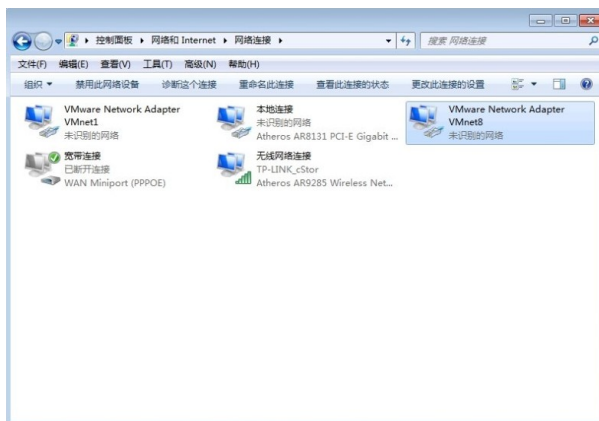 控制面板 网络和 Internet 网络连接 搜索 网络连接
文件(F) 编辑(E) 查看(V) 工具(T) 高级(N) 帮助(H)
组织 禁用此网络设备 诊断这个连接 重命名此连接 查看此连接的状态 更改此连接的设置
VMware Network Adapter
VMnet1
未识别的网络
本地连接
未识别的网络
Atheros AR8131 PCI-E Gigabit ...
VMware Network Adapter
VMnet8
未识别的网络
宽带连接
已断开连接
WAN Miniport (PPPOE)
无线网络连接
TP-LINK_cStor
Atheros AR9285 Wireless Net...